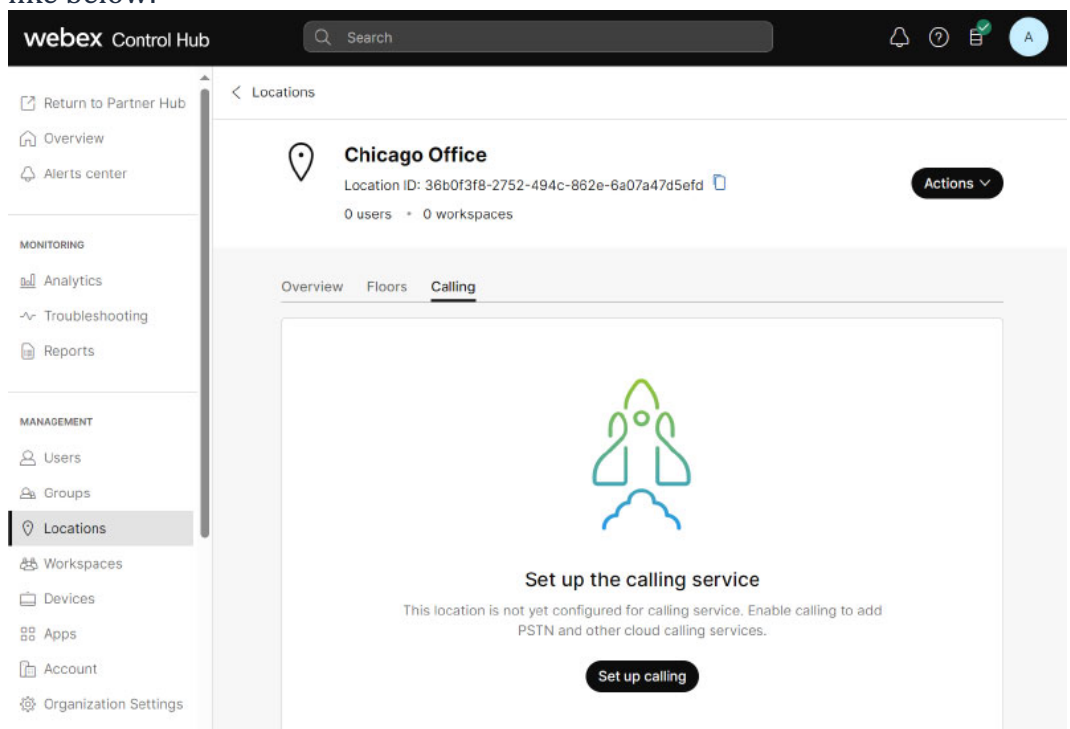 like below:
webex Control Hub
Search
A
Return to Partner Hub
Overview
Alerts center
MONITORING
Analytics
Troubleshooting
Reports
MANAGEMENT
Users
Groups
Locations
Workspaces
Devices
Apps
Account
Organization Settings
< Locations
Chicago Office
Location ID: 36b0f3f8-2752-494c-862e-6a07a47d5efd
0 users • 0 workspaces
Actions
Overview Floors Calling
Set up the calling service
This location is not yet configured for calling service. Enable calling to add
PSTN and other cloud calling services.
Set up calling